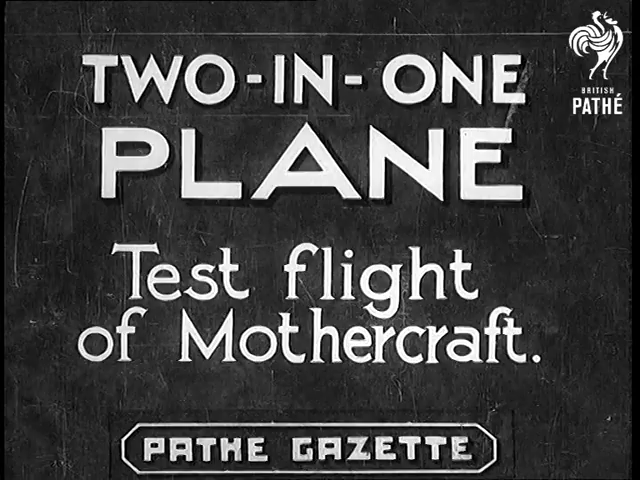 BRITISH
PATHÉ
TWO-IN-ONE
PLANE
Test flight
of Mothercraft.
PATHE GAZETTE